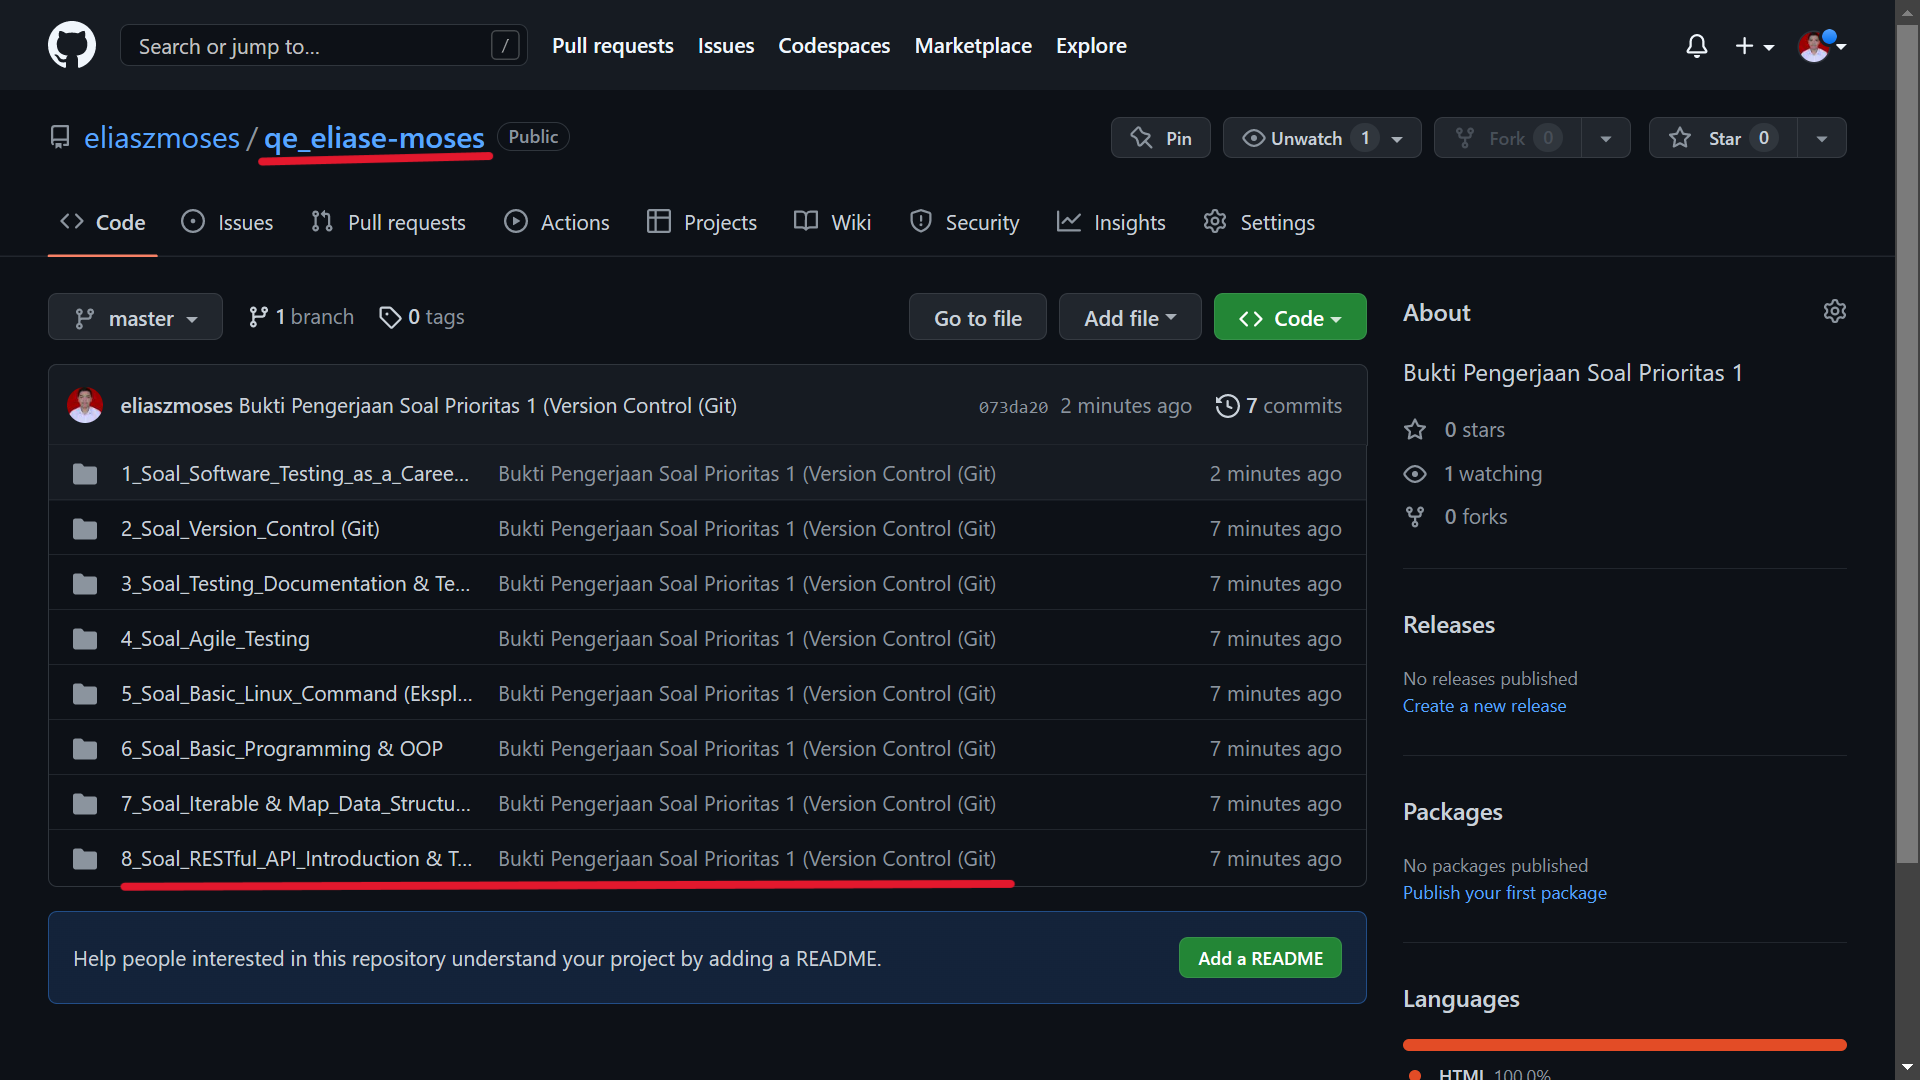 Search or jump to... /
Pull requests Issues Codespaces Marketplace Explore
eliaszmoses / qe_eliase-moses Public
Pin Unwatch 1 Fork 0 Star 0
Code Issues Pull requests Actions Projects Wiki Security Insights Settings
master 1 branch 0 tags Go to file Add file Code
eliaszmoses Bukti Pengerjaan Soal Prioritas 1 (Version Control (Git) 073da20 2 minutes ago 7 commits
1_Soal_Software_Testing_as_a_Caree... Bukti Pengerjaan Soal Prioritas 1 (Version Control (Git) 2 minutes ago
2_Soal_Version_Control (Git) Bukti Pengerjaan Soal Prioritas 1 (Version Control (Git) 7 minutes ago
3_Soal_Testing_Documentation & Te... Bukti Pengerjaan Soal Prioritas 1 (Version Control (Git) 7 minutes ago
4_Soal_Agile_Testing Bukti Pengerjaan Soal Prioritas 1 (Version Control (Git) 7 minutes ago
5_Soal_Basic_Linux_Command (Ekspl... Bukti Pengerjaan Soal Prioritas 1 (Version Control (Git) 7 minutes ago
6_Soal_Basic_Programming & OOP Bukti Pengerjaan Soal Prioritas 1 (Version Control (Git) 7 minutes ago
7_Soal_Iterable & Map_Data_Structu... Bukti Pengerjaan Soal Prioritas 1 (Version Control (Git) 7 minutes ago
8_Soal_RESTful_API_Introduction & T... Bukti Pengerjaan Soal Prioritas 1 (Version Control (Git) 7 minutes ago
Help people interested in this repository understand your project by adding a README. Add a README
About
Bukti Pengerjaan Soal Prioritas 1
0 stars
1 watching
0 forks
Releases
No releases published
Create a new release
Packages
No packages published
Publish your first package
Languages
HTML 100.0%